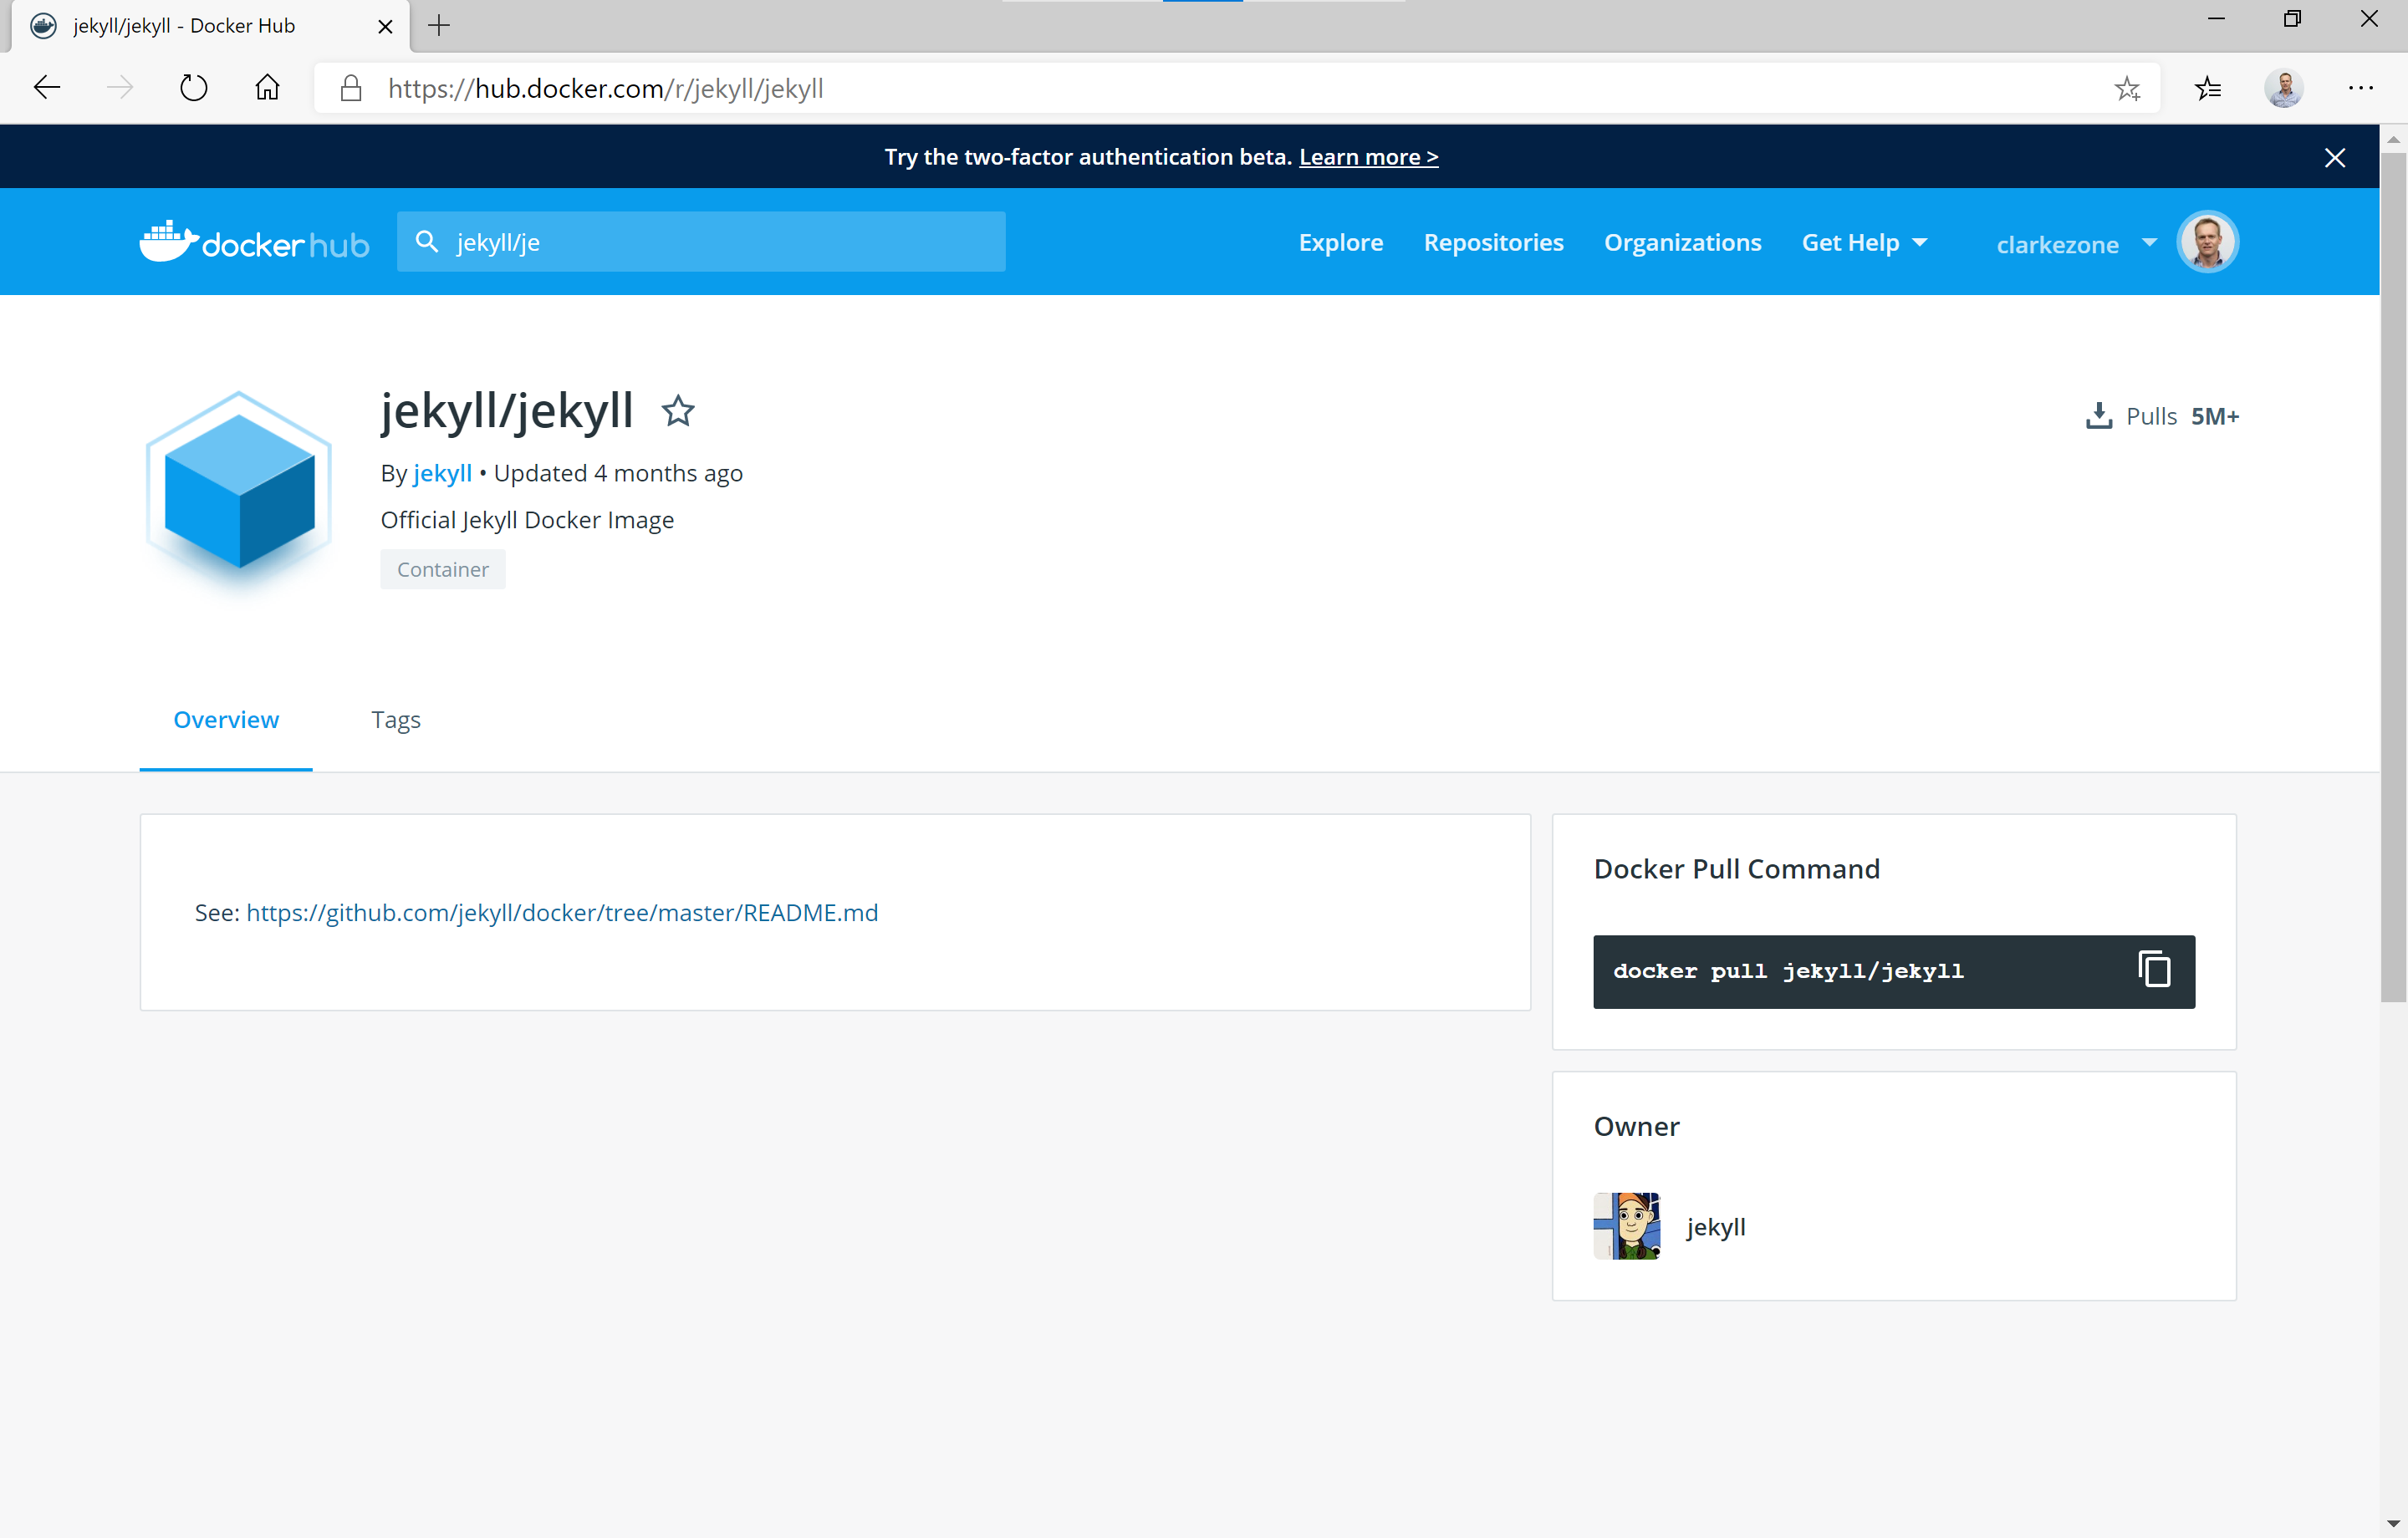 jekyll/jekyll - Docker Hub
https://hub.docker.com/r/jekyll/jekyll
Try the two-factor authentication beta. Learn more >
docker hub
jekyll/je
Explore
Repositories
Organizations
Get Help
clarkezone
jekyll/jekyll
Pulls 5M+
By jekyll • Updated 4 months ago
Official Jekyll Docker Image
Container
Overview
Tags
See: https://github.com/jekyll/docker/tree/master/README.md
Docker Pull Command
docker pull jekyll/jekyll
Owner
jekyll